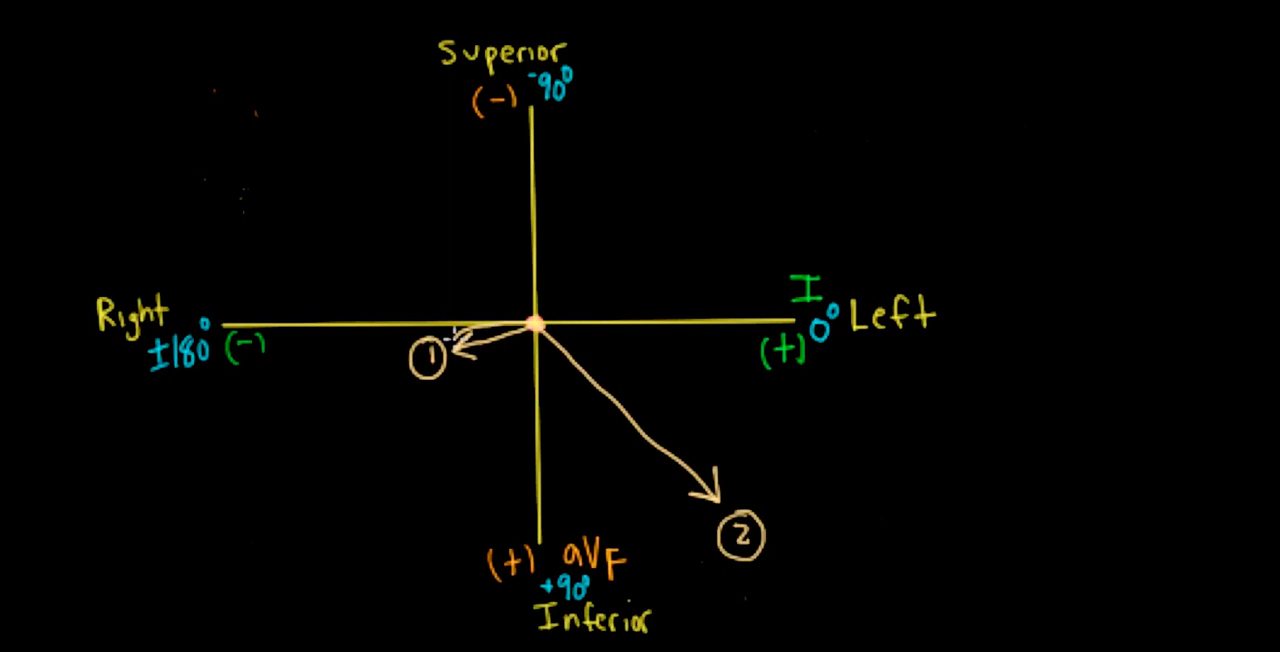 Superior
(-) -90°
I
Right Left
±180° (-) (+) 0°
1
2
(+) aVF
+90°
Inferior